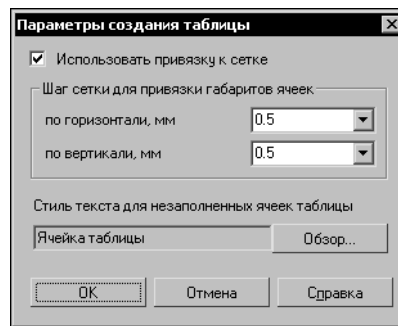 Параметры создания таблицы
Использовать привязку к сетке
Шаг сетки для привязки габаритов ячеек
по горизонтали, мм 0.5
по вертикали, мм 0.5
Стиль текста для незаполненных ячеек таблицы
Ячейка таблицы Обзор...
OK Отмена Справка